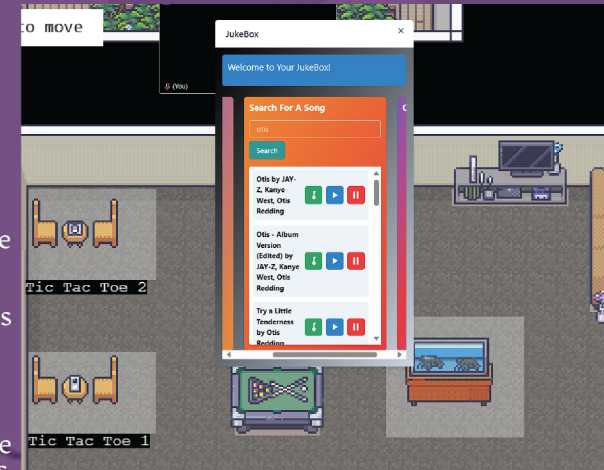 to move
JukeBox
×
Welcome to Your JukeBox!
(You)
Search For A Song
otis
Search
Otis by JAY-
Z, Kanye
West, Otis
Redding
Otis - Album
Version
(Edited) by
JAY-Z, Kanye
West, Otis
Redding
Try a Little
Tenderness
by Otis
Redding
Tic Tac Toe 2
Tic Tac Toe 1
e
s
e